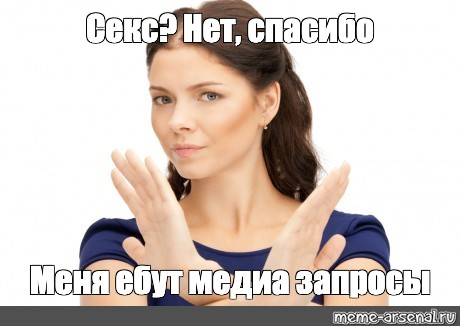 Секс? Нет, спасибо
Меня ебут медиа запросы
meme-arsenal.ru